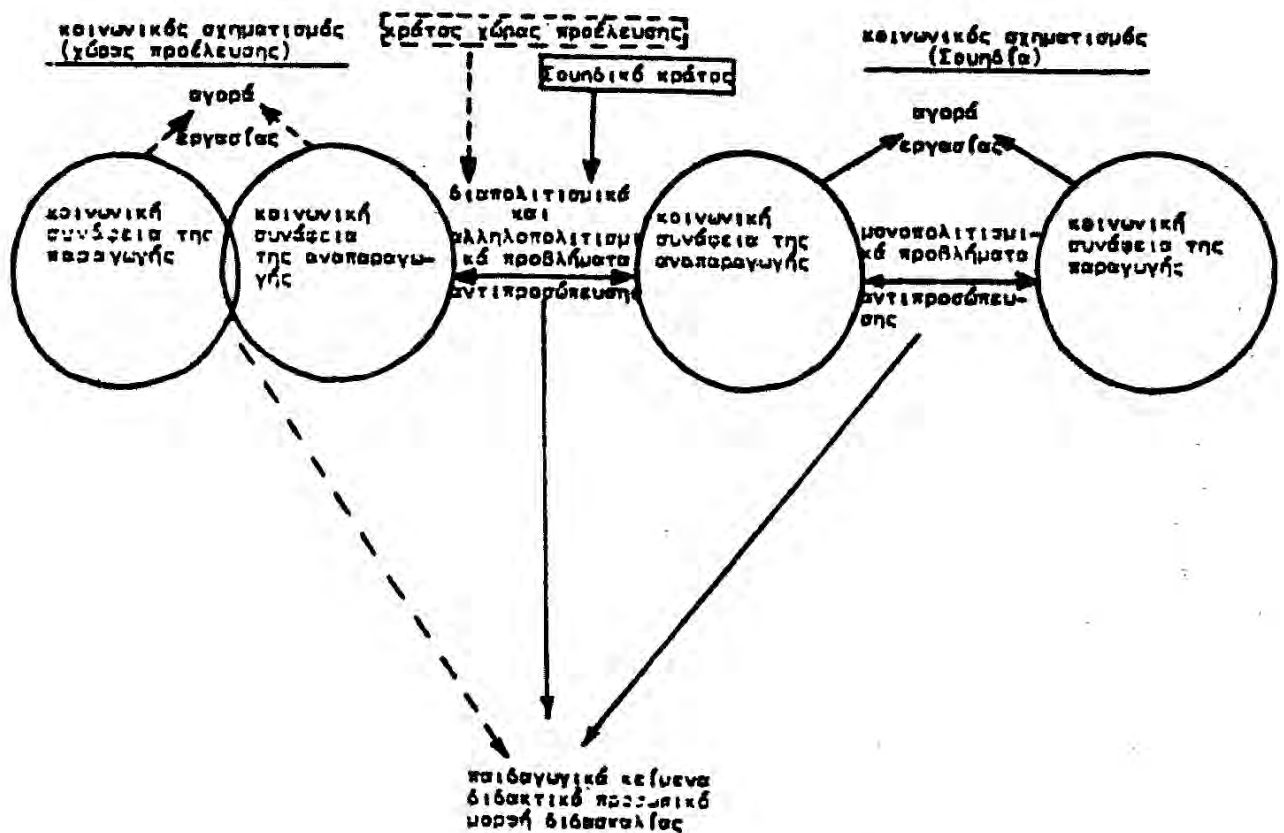 κοινωνικός σχηματισμός
(χώρας προέλευσης)
κράτος χώρας προέλευσης
Σουηδικό κράτος
κοινωνικός σχηματισμός
(Σουηδία)
αγορά
εργασίας
αγορά
εργασίας
κοινωνική
συνάφεια της
παραγωγής
κοινωνική
συνάφεια
της αναπαραγω-
γής
διαπολιτισμικά
και
αλληλοπολιτισμι
κά προβλήματα
αντιπροσώπευσης
κοινωνική
συνάφεια της
αναπαραγωγής
μονοπολιτισμι-
κά προβλήματα
αντιπροσώπευ-
σης
κοινωνική
συνάφεια της
παραγωγής
παιδαγωγικά κείμενα
διδακτικό προσωπικό
μορφή διδασκαλίας